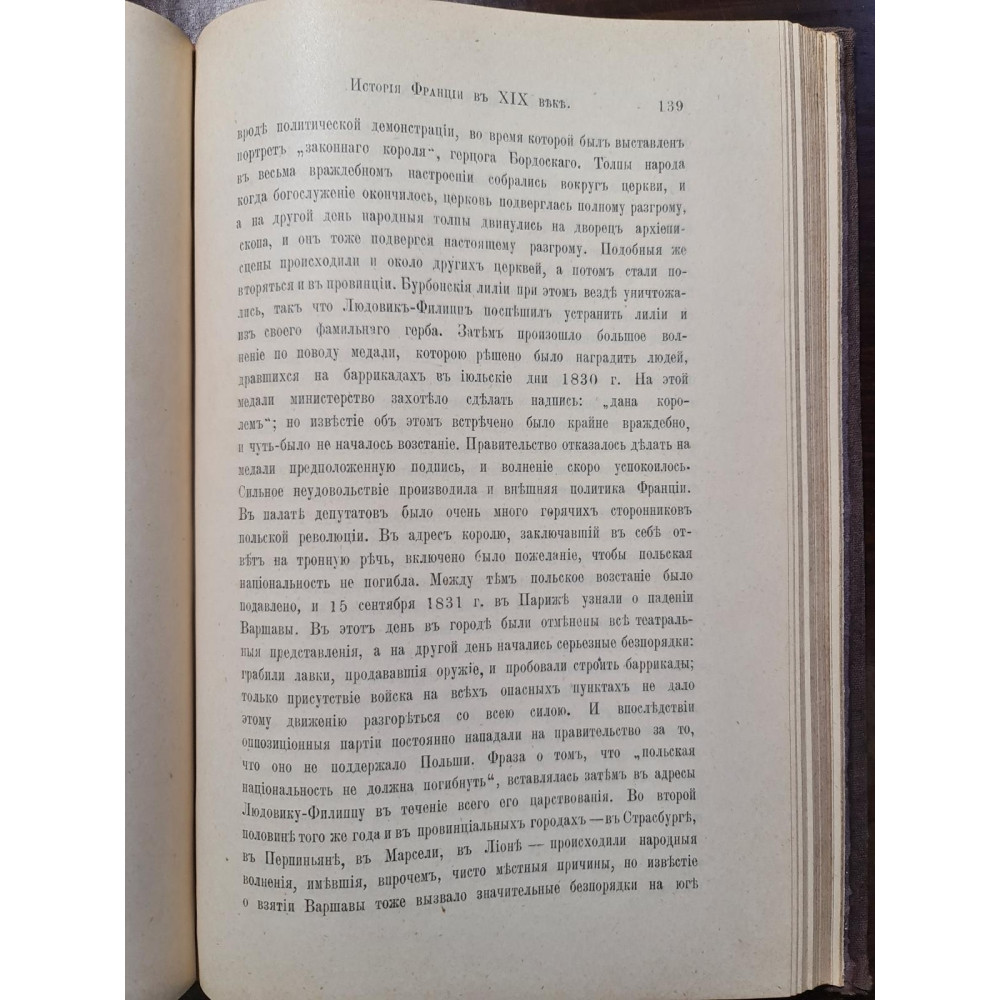 Исторія Франціи въ XIX вѣкѣ. 139
вродѣ политической демонстраціи, во время которой былъ выставленъ
портретъ „законнаго короля“, герцога Бордоскаго. Толпы народа
въ весьма враждебномъ настроеніи собрались вокругъ церкви, и
когда богослуженіе окончилось, церковь подверглась полному разгрому,
а на другой день народныя толпы двинулись на дворецъ архіепи-
скопа, и онъ тоже подвергся настоящему разгрому. Подобныя же
сцены происходили и около другихъ церквей, а потомъ стали по-
вторяться и въ провинціи. Бурбонскія лиліи при этомъ вездѣ уничтожа-
лись, такъ что Людовикъ-Филиппъ поспѣшилъ устранить лиліи и
изъ своего фамильнаго герба. Затѣмъ произошло большое вол-
неніе по поводу медали, которою рѣшено было наградить людей,
дравшихся на баррикадахъ въ іюльскіе дни 1830 г. На этой
медали министерство захотѣло сдѣлать надпись: „дана коро-
лемъ“; но извѣстіе объ этомъ встрѣчено было крайне враждебно,
и чуть-было не началось возстаніе. Правительство отказалось дѣлать на
медали предположенную подпись, и волненіе скоро успокоилось.
Сильное неудовольствіе производила и внѣшняя политика Франціи.
Въ палатѣ депутатовъ было очень много горячихъ сторонниковъ
польской революціи. Въ адресъ королю, заключавшій въ себѣ от-
вѣтъ на тронную рѣчь, включено было пожеланіе, чтобы польская
національность не погибла. Между тѣмъ польское возстаніе было
подавлено, и 15 сентября 1831 г. въ Парижѣ узнали о паденіи
Варшавы. Въ этотъ день въ городѣ были отмѣнены всѣ театраль-
ныя представленія, а на другой день начались серьезные безпорядки:
грабили лавки, продававшія оружіе, и пробовали строить баррикады;
только присутствіе войска на всѣхъ опасныхъ пунктахъ не дало
этому движенію разгорѣться со всею силою. И впослѣдствіи
оппозиціонныя партіи постоянно нападали на правительство за то,
что оно не поддержало Польши. Фраза о томъ, что „польская
національность не должна погибнуть“, вставлялась затѣмъ въ адресы
Людовику-Филиппу въ теченіе всего его царствованія. Во второй
половинѣ того же года и въ провинціальныхъ городахъ — въ Страсбургѣ,
въ Перпиньянѣ, въ Марсели, въ Ліонѣ — происходили народныя
волненія, имѣвшія, впрочемъ, чисто мѣстныя причины, но извѣстіе
о взятіи Варшавы тоже вызвало значительные безпорядки на югѣ